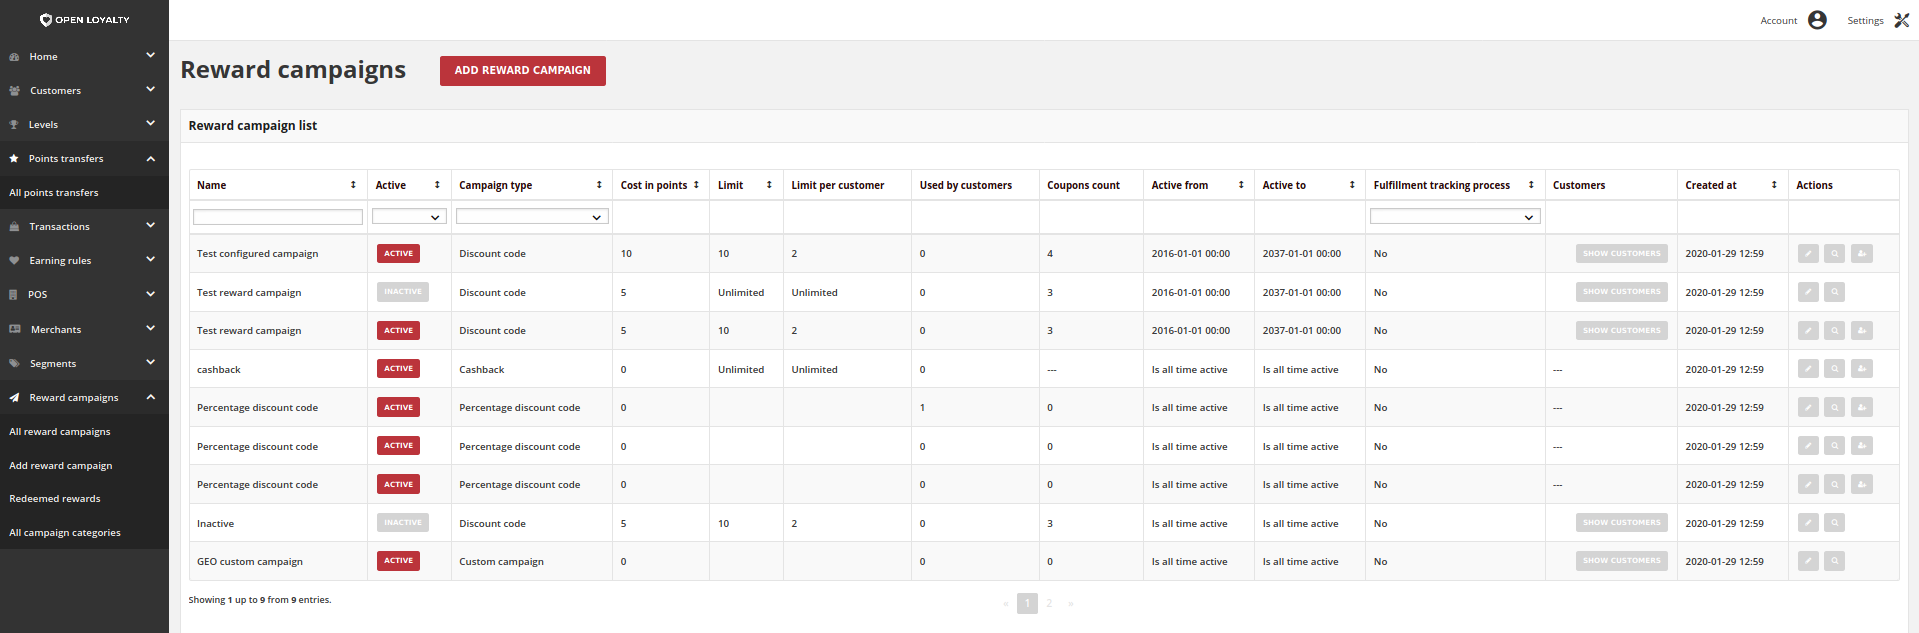 OPEN LOYALTY
Account
Settings
Home
Customers
Levels
Points transfers
All points transfers
Transactions
Earning rules
POS
Merchants
Segments
Reward campaigns
All reward campaigns
Add reward campaign
Redeemed rewards
All campaign categories
Reward campaigns ADD REWARD CAMPAIGN
Reward campaign list
Name Active Campaign type Cost in points Limit Limit per customer Used by customers Coupons count Active from Active to Fulfillment tracking process Customers Created at Actions
Test configured campaign ACTIVE Discount code 10 10 2 0 4 2016-01-01 00:00 2037-01-01 00:00 No SHOW CUSTOMERS 2020-01-29 12:59
Test reward campaign INACTIVE Discount code 5 Unlimited Unlimited 0 3 2016-01-01 00:00 2037-01-01 00:00 No SHOW CUSTOMERS 2020-01-29 12:59
Test reward campaign ACTIVE Discount code 5 10 2 0 3 2016-01-01 00:00 2037-01-01 00:00 No SHOW CUSTOMERS 2020-01-29 12:59
cashback ACTIVE Cashback 0 Unlimited Unlimited 0 --- Is all time active Is all time active No --- 2020-01-29 12:59
Percentage discount code ACTIVE Percentage discount code 0 1 0 Is all time active Is all time active No --- 2020-01-29 12:59
Percentage discount code ACTIVE Percentage discount code 0 0 0 Is all time active Is all time active No --- 2020-01-29 12:59
Percentage discount code ACTIVE Percentage discount code 0 0 0 Is all time active Is all time active No --- 2020-01-29 12:59
Inactive INACTIVE Discount code 5 10 2 0 3 Is all time active Is all time active No SHOW CUSTOMERS 2020-01-29 12:59
GEO custom campaign ACTIVE Custom campaign 0 0 0 Is all time active Is all time active No SHOW CUSTOMERS 2020-01-29 12:59
Showing 1 up to 9 from 9 entries.
« 1 2 »